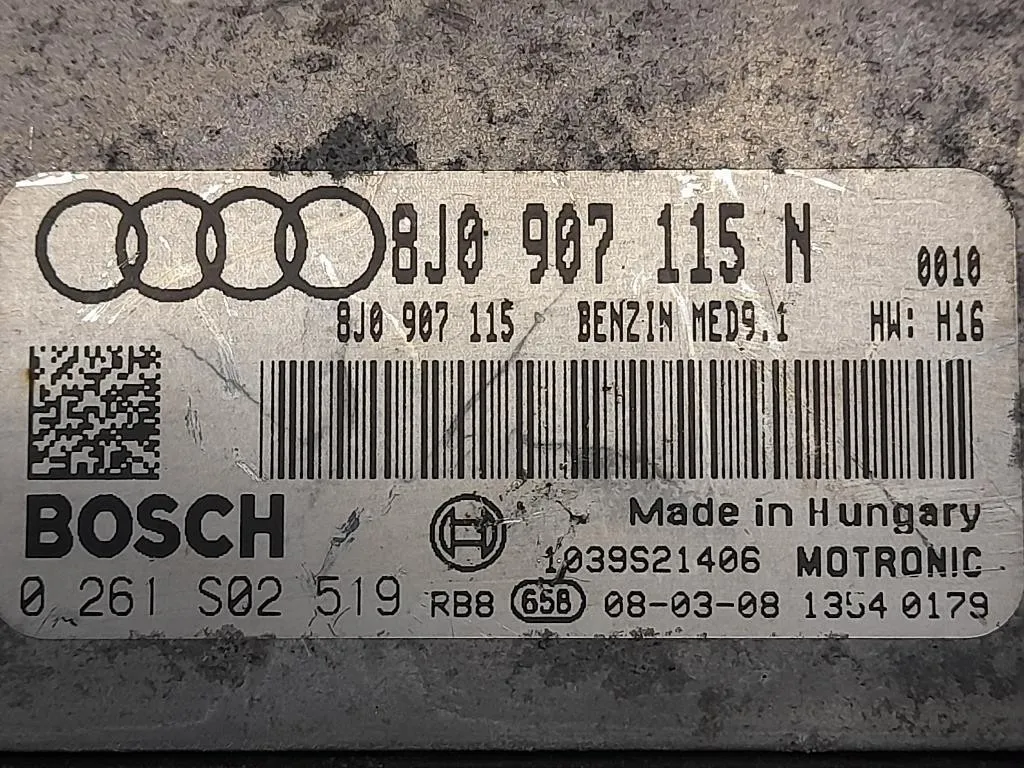 8J0 907 115 N 0010
8J0 907 115 BENZIN MED9.1 HW: H16
BOSCH Made in Hungary
1039S21406 MOTRONIC
0 261 S02 519 RB8 658 08-03-08 1354 0179